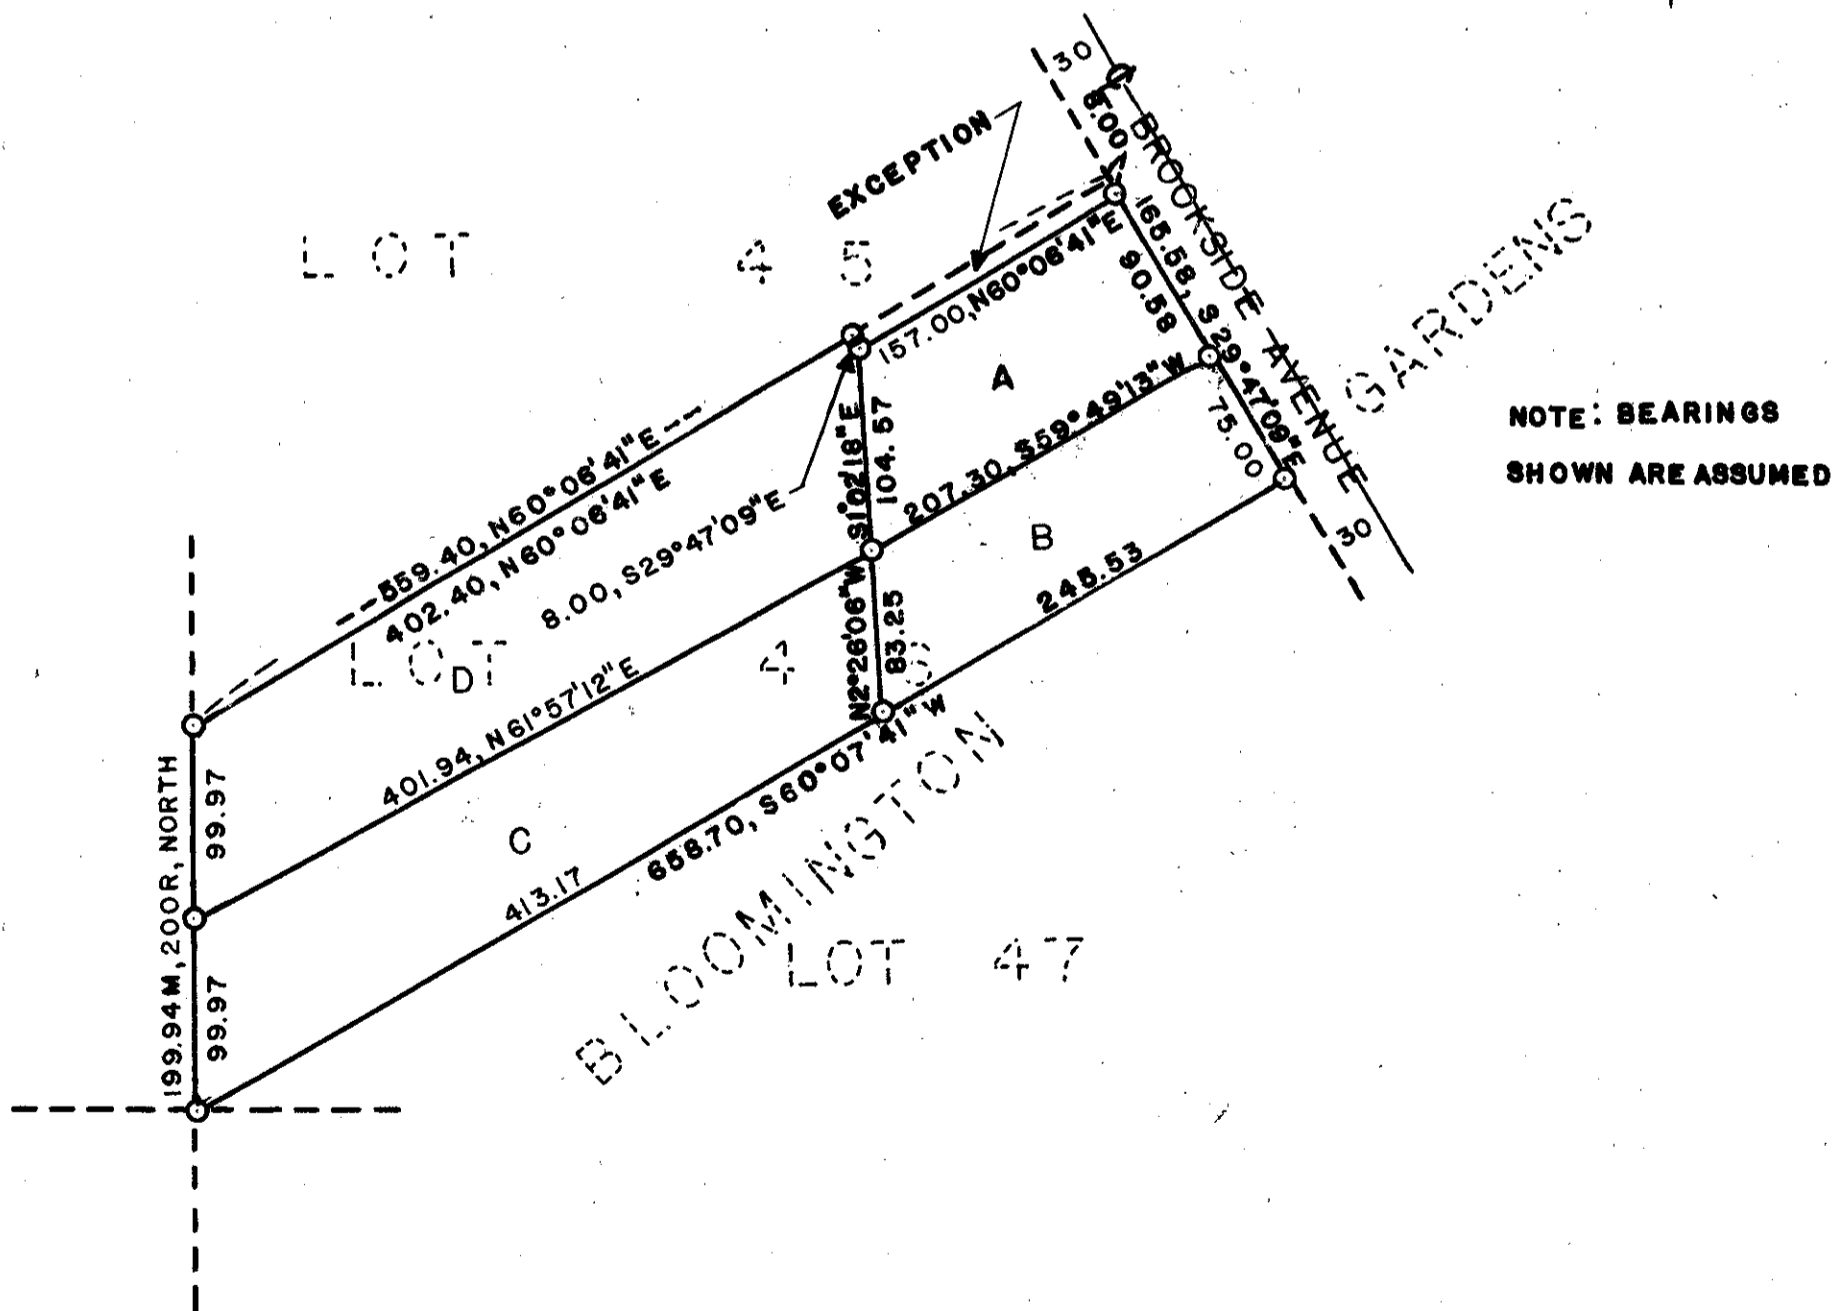 30
℄
8.00
BROOKSIDE AVENUE
EXCEPTION
LOT 45
165.58, S 29°47'09"E
90.58
157.00, N60°06'41"E
GARDENS
A
S1°02'18"E
104.57
207.30, S59°49'13"W
75.00
NOTE: BEARINGS
SHOWN ARE ASSUMED
559.40, N60°06'41"E
402.40, N60°06'41"E
8.00, S29°47'09"E
B
30
245.53
N2°26'06"W
83.25
LOT 46
D
401.94, N61°57'12"E
658.70, S60°07'41"W
199.94M, 200R, NORTH
99.97
C
413.17
BLOOMINGTON
LOT 47
99.97